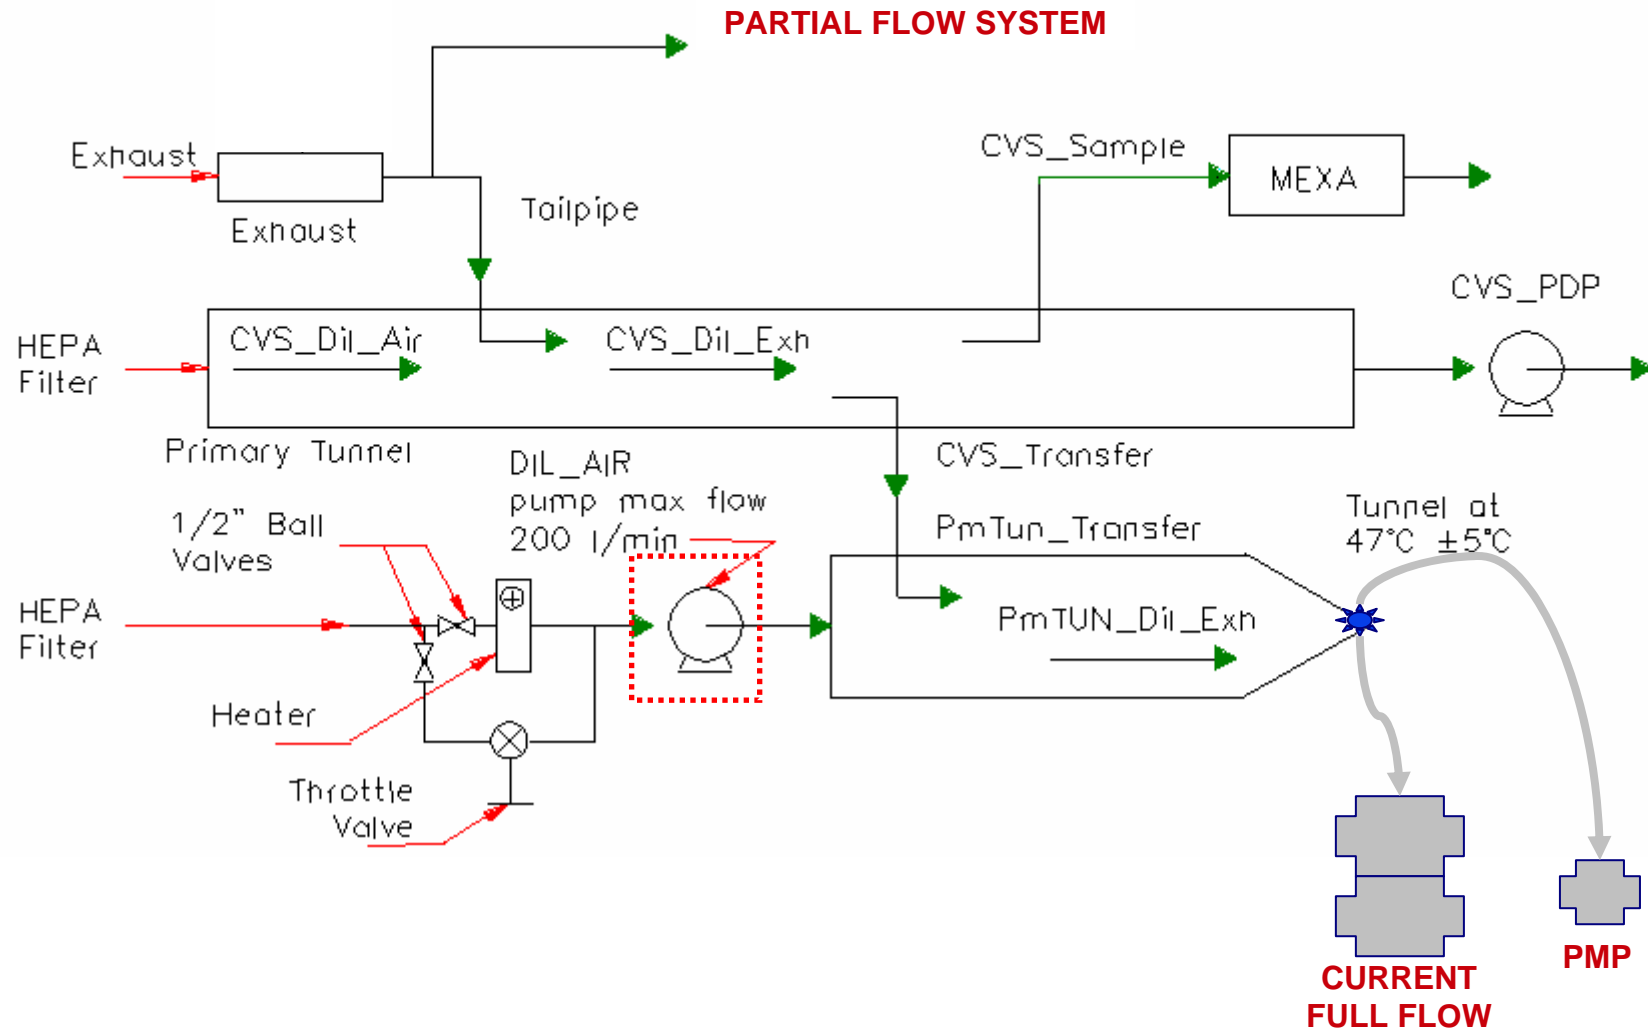 PARTIAL FLOW SYSTEM
Exhaust
Exhaust
Tailpipe
CVS_Sample
MEXA
CVS_PDP
HEPA
Filter
CVS_Dil_Air
CVS_Dil_Exh
Primary Tunnel
CVS_Transfer
DIL_AIR
pump max flow
200 l/min
1/2" Ball
Valves
PmTun_Transfer
Tunnel at
47°C ±5°C
HEPA
Filter
PmTUN_Dil_Exh
Heater
Throttle
Valve
CURRENT
FULL FLOW
PMP